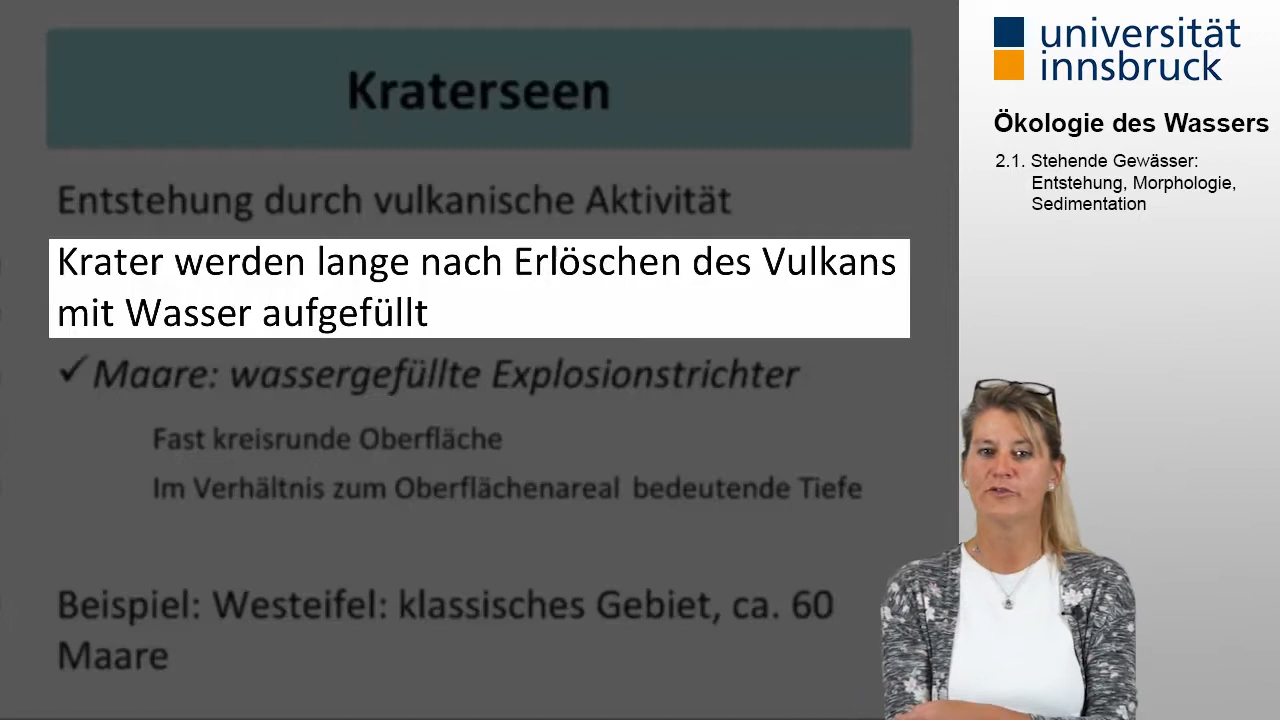 Kraterseen
Entstehung durch vulkanische Aktivität
Krater werden lange nach Erlöschen des Vulkans
mit Wasser aufgefüllt
✓ Maare: wassergefüllte Explosionstrichter
Fast kreisrunde Oberfläche
Im Verhältnis zum Oberflächenareal bedeutende Tiefe
Beispiel: Westeifel: klassisches Gebiet, ca. 60
Maare
universität
innsbruck
Ökologie des Wassers
2.1. Stehende Gewässer:
Entstehung, Morphologie,
Sedimentation